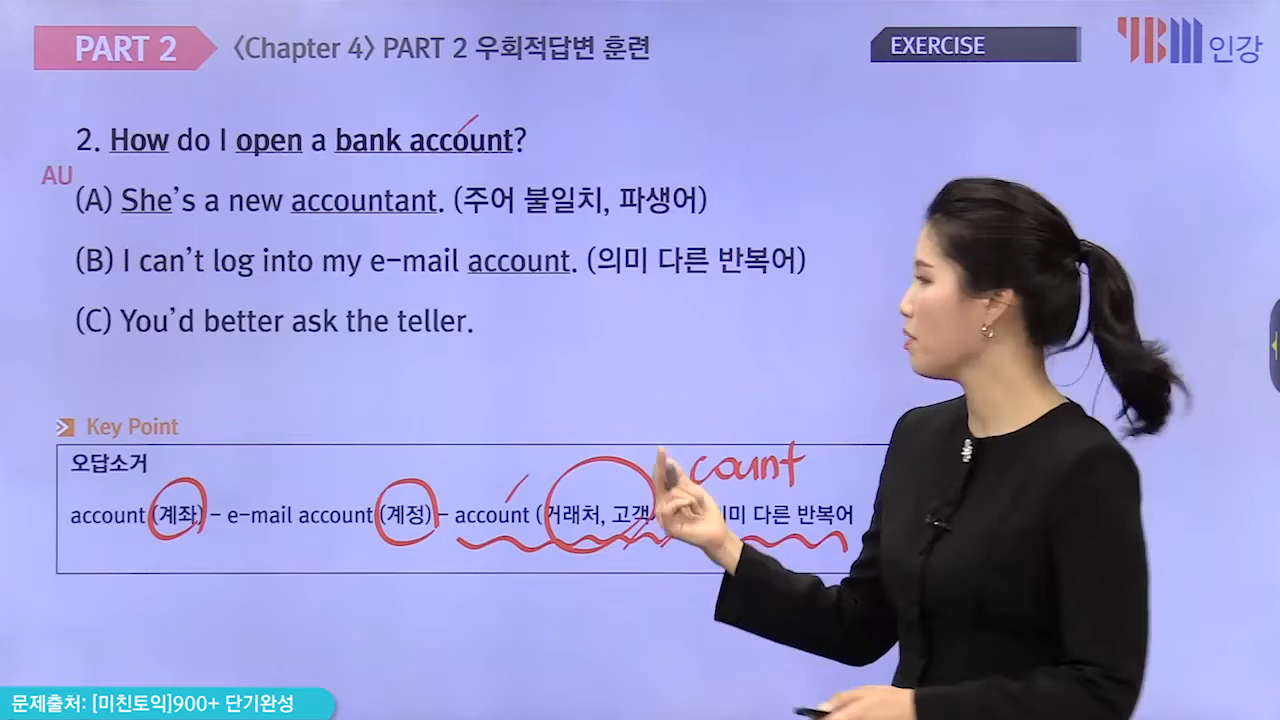 PART 2
〈Chapter 4〉 PART 2 우회적답변 훈련
EXERCISE
YBM 인강
2. How do I open a bank account?
AU
(A) She's a new accountant. (주어 불일치, 파생어)
(B) I can't log into my e-mail account. (의미 다른 반복어)
(C) You'd better ask the teller.
Key Point
오답소거
count
account (계좌) - e-mail account (계정) - account (거래처, 고객 다른 반복어
문제출처: [미친토익]900+ 단기완성